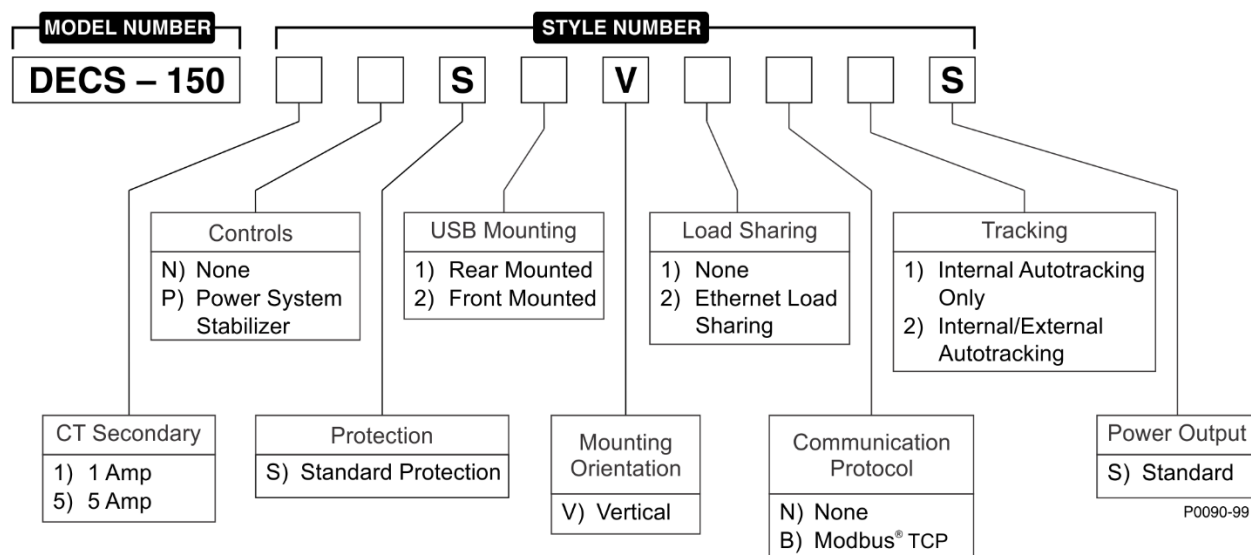 MODEL NUMBER
STYLE NUMBER
DECS – 150 S V S
Controls
N) None
P) Power System
Stabilizer
USB Mounting
1) Rear Mounted
2) Front Mounted
Load Sharing
1) None
2) Ethernet Load
Sharing
Tracking
1) Internal Autotracking
Only
2) Internal/External
Autotracking
CT Secondary
1) 1 Amp
5) 5 Amp
Protection
S) Standard Protection
Mounting
Orientation
V) Vertical
Communication
Protocol
N) None
B) Modbus® TCP
Power Output
S) Standard
P0090-99